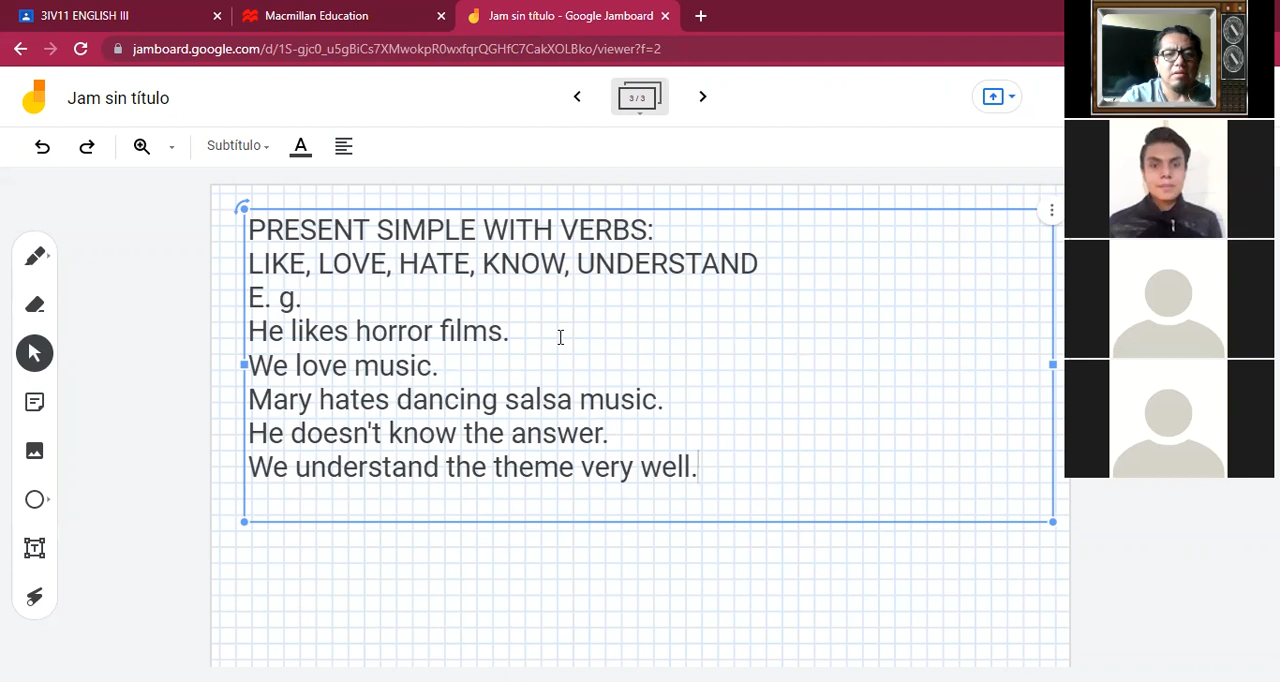 3IV11 ENGLISH III
Macmillan Education
Jam sin título - Google Jamboard
jamboard.google.com/d/1S-gjc0_u5gBiCs7XMwokpR0wxfqrQGHfC7CakXOLBko/viewer?f=2
Jam sin título
3 / 3
Subtítulo
A
PRESENT SIMPLE WITH VERBS:
LIKE, LOVE, HATE, KNOW, UNDERSTAND
E. g.
He likes horror films.
We love music.
Mary hates dancing salsa music.
He doesn't know the answer.
We understand the theme very well.